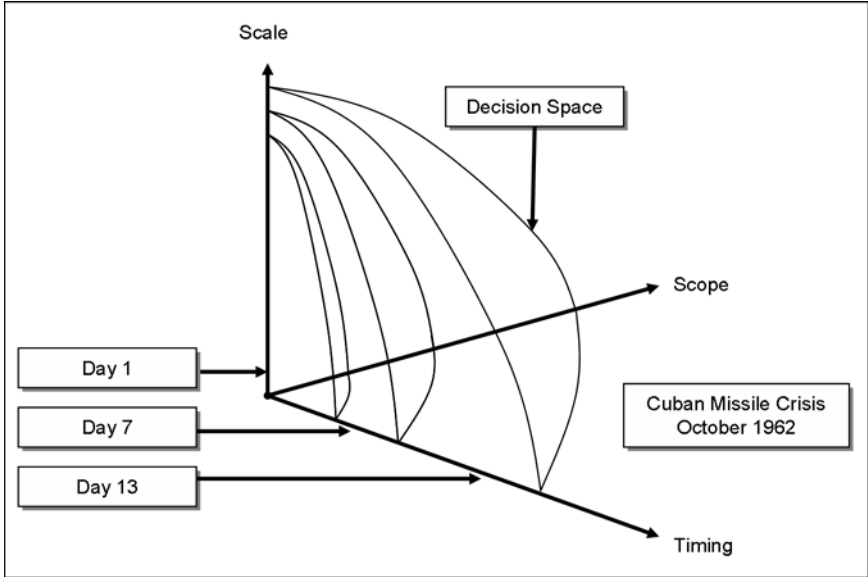 Scale
Decision Space
Scope
Day 1
Cuban Missile Crisis
October 1962
Day 7
Day 13
Timing